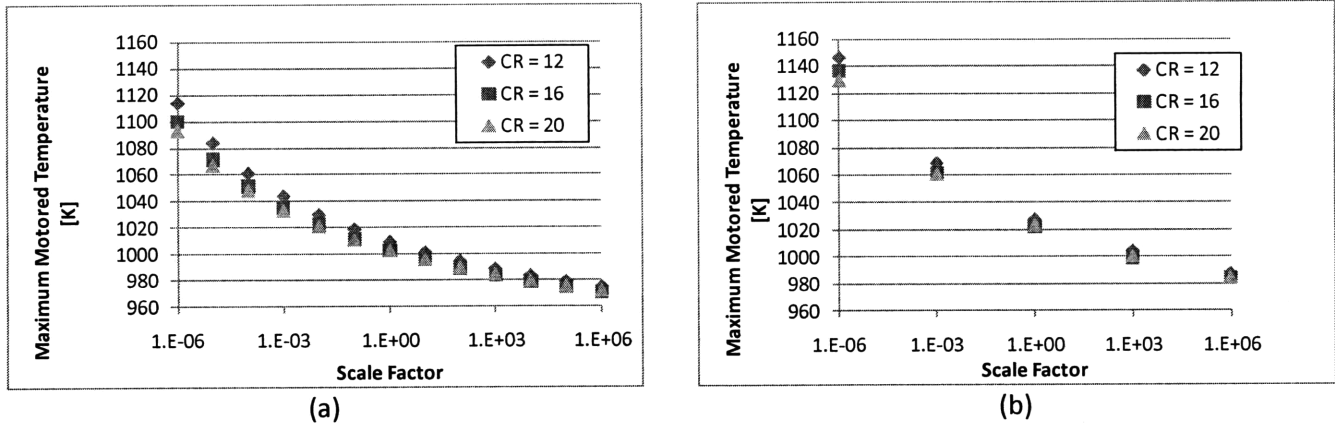 1160
1140
1120
1100
1080
1060
1040
1020
1000
980
960
Maximum Motored Temperature
[K]
CR = 12
CR = 16
CR = 20
1.E-06 1.E-03 1.E+00 1.E+03 1.E+06
Scale Factor
(a)
1160
1140
1120
1100
1080
1060
1040
1020
1000
980
960
Maximum Motored Temperature
[K]
CR = 12
CR = 16
CR = 20
1.E-06 1.E-03 1.E+00 1.E+03 1.E+06
Scale Factor
(b)